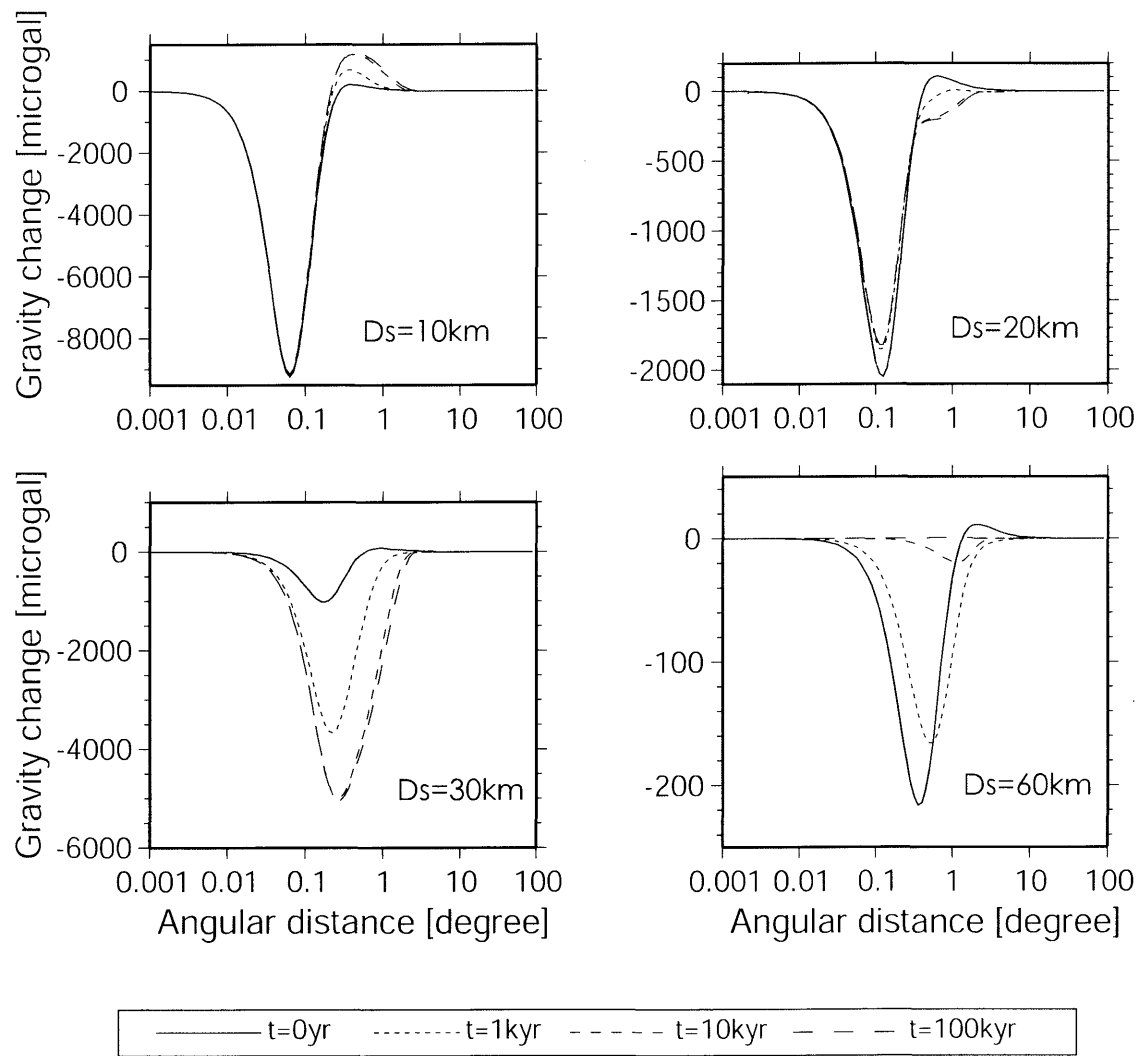 Gravity change [microgal]
0
-2000
-4000
-6000
-8000
Ds=10km
0.001 0.01 0.1 1 10 100
0
-500
-1000
-1500
-2000
Ds=20km
0.001 0.01 0.1 1 10 100
Gravity change [microgal]
0
-2000
-4000
-6000
Ds=30km
0.001 0.01 0.1 1 10 100
Angular distance [degree]
0
-100
-200
Ds=60km
0.001 0.01 0.1 1 10 100
Angular distance [degree]
t=0yr t=1kyr t=10kyr t=100kyr